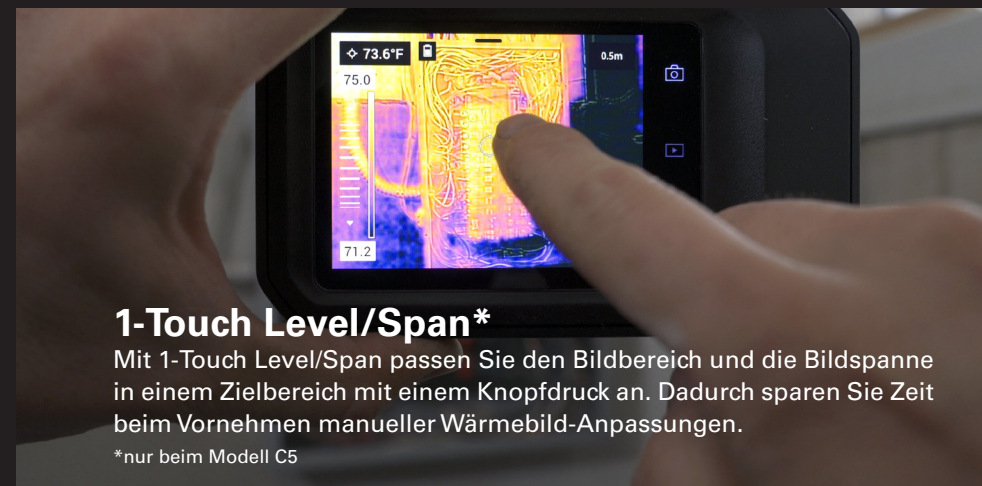 73.6°F
0.5m
75.0
71.2
1-Touch Level/Span*
Mit 1-Touch Level/Span passen Sie den Bildbereich und die Bildspanne
in einem Zielbereich mit einem Knopfdruck an. Dadurch sparen Sie Zeit
beim Vornehmen manueller Wärmebild-Anpassungen.
*nur beim Modell C5